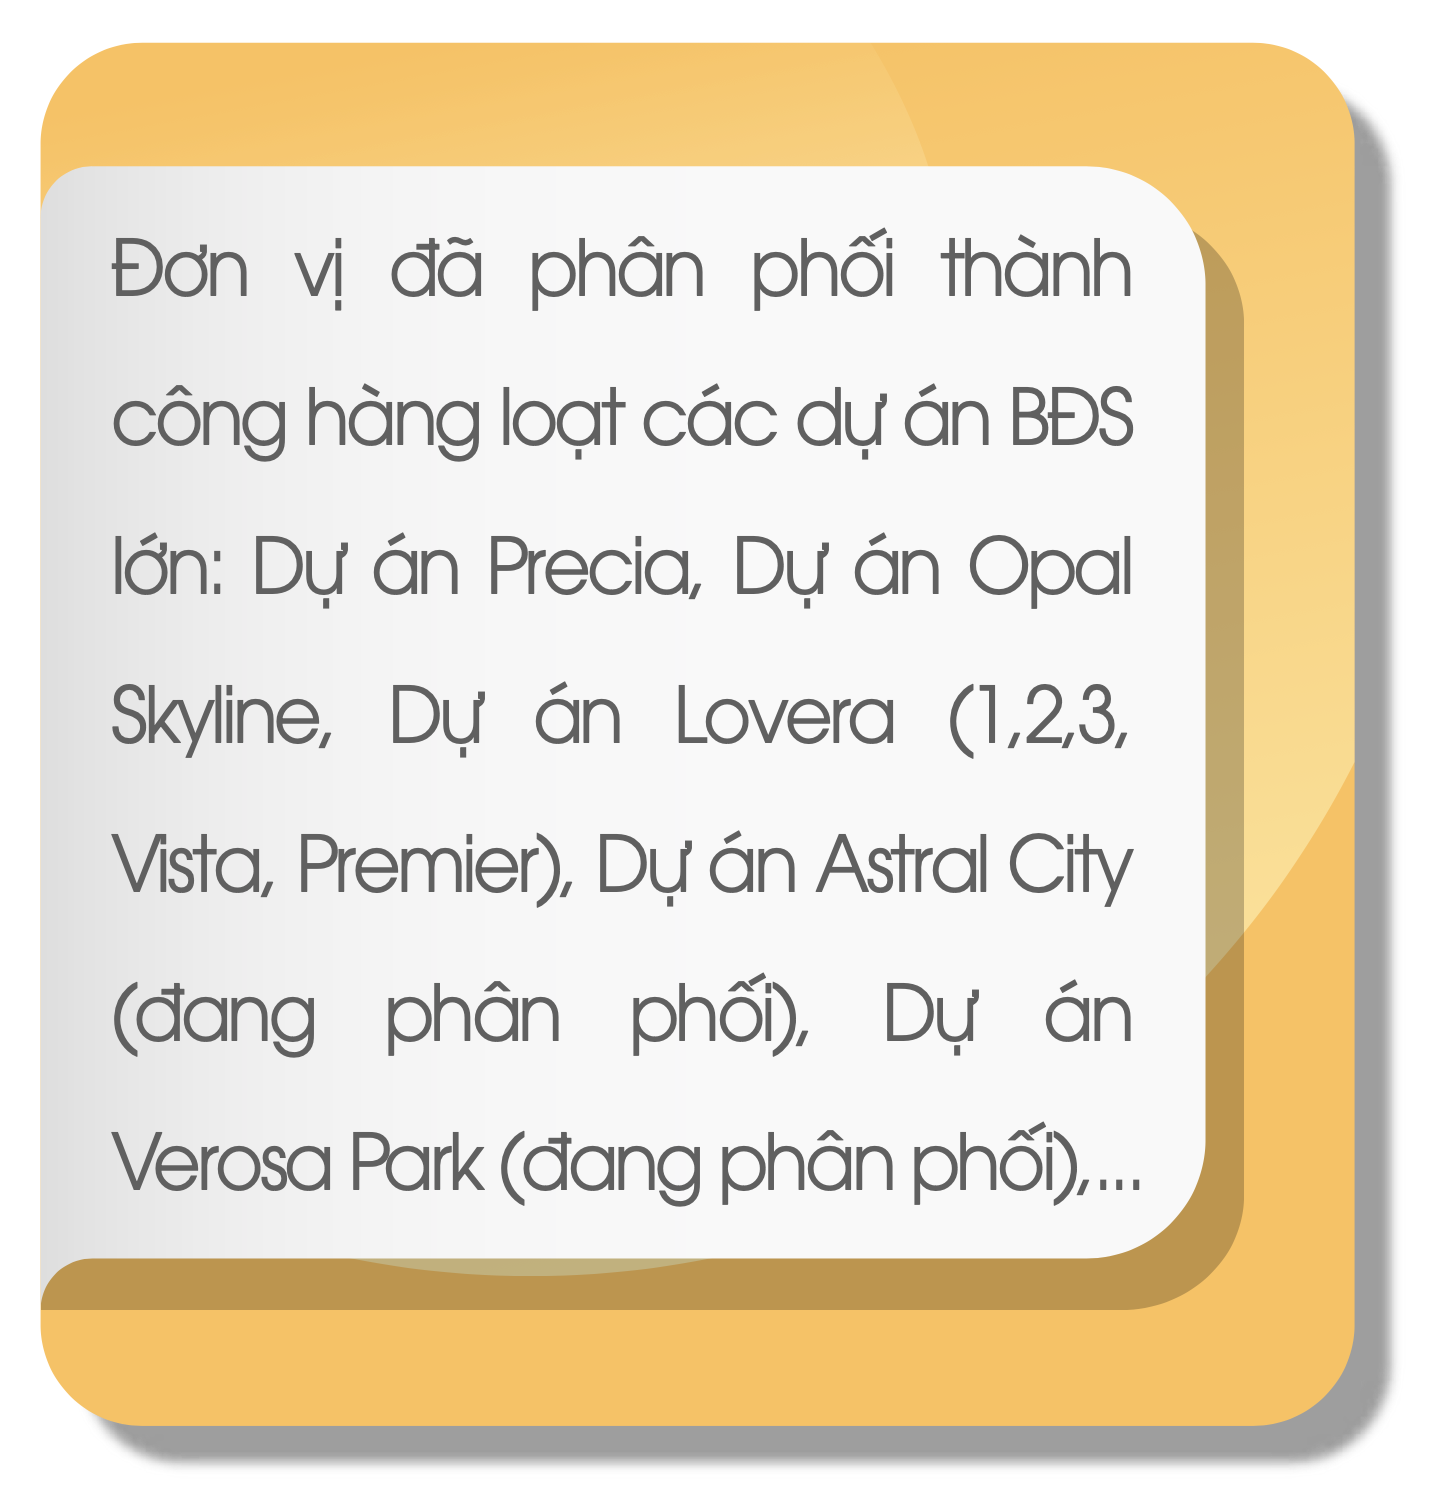 Đơn vị đã phân phối thành
công hàng loạt các dự án BĐS
lớn: Dự án Precia, Dự án Opal
Skyline, Dự án Lovera (1,2,3,
Vista, Premier), Dự án Astral City
(đang phân phối), Dự án
Verosa Park (đang phân phối),...